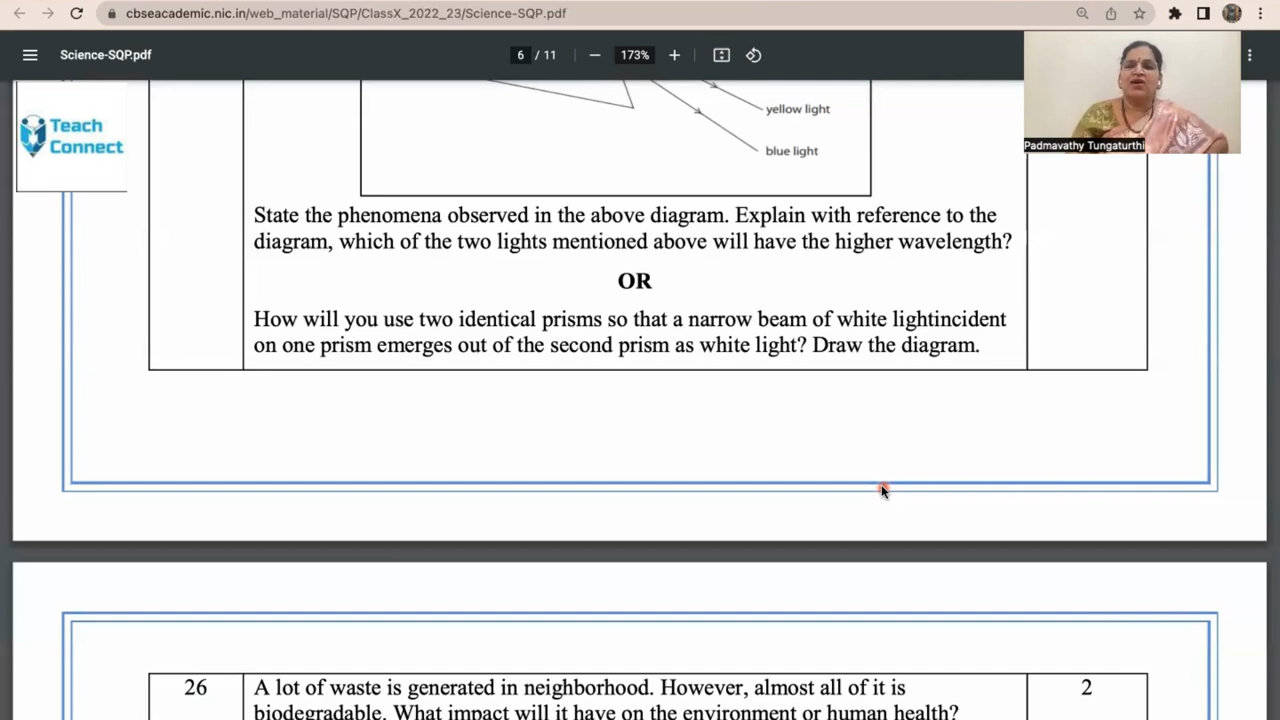 cbseacademic.nic.in/web_material/SQP/ClassX_2022_23/Science-SQP.pdf
Science-SQP.pdf
6 / 11
173%
Teach
Connect
Padmavathy Tungaturthi
yellow light
blue light
State the phenomena observed in the above diagram. Explain with reference to the
diagram, which of the two lights mentioned above will have the higher wavelength?
OR
How will you use two identical prisms so that a narrow beam of white lightincident
on one prism emerges out of the second prism as white light? Draw the diagram.
26
A lot of waste is generated in neighborhood. However, almost all of it is
2
biodegradable. What impact will it have on the environment or human health?